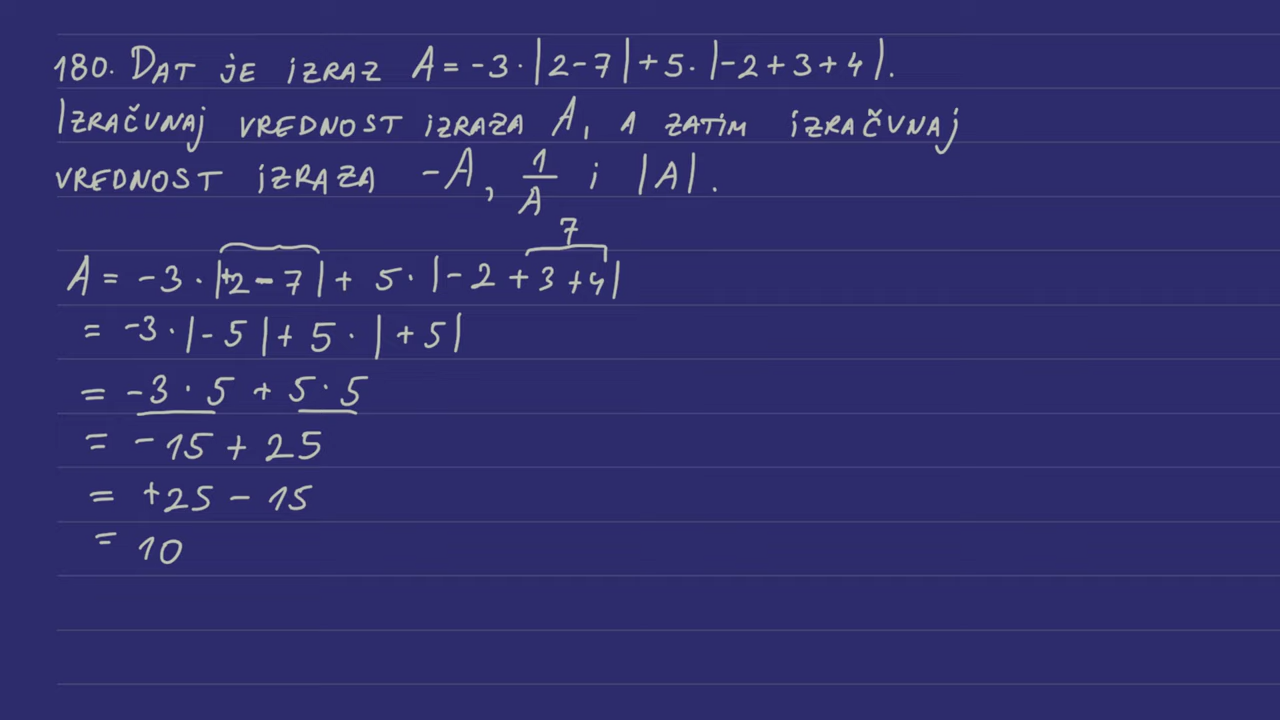 180. DAT JE IZRAZ A = -3 · |2-7| + 5 · |-2+3+4|.
IZRAČUNAJ VREDNOST IZRAZA A, A ZATIM IZRAČUNAJ
VREDNOST IZRAZA -A, 1/A i |A|.
7
A = -3 · |+2-7| + 5 · |-2+3+4|
= -3 · |-5| + 5 · |+5|
= -3 · 5 + 5 · 5
= -15 + 25
= +25 - 15
= 10